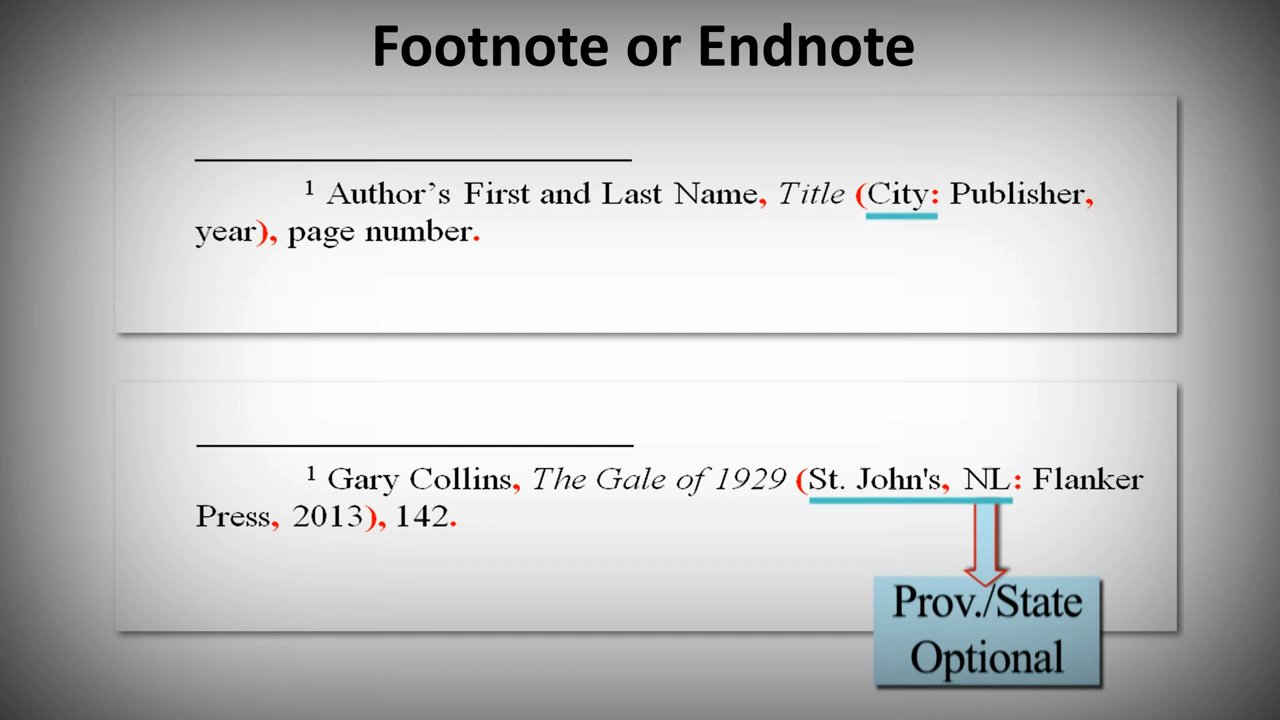 Footnote or Endnote
1 Author’s First and Last Name, Title (City: Publisher,
year), page number.
1 Gary Collins, The Gale of 1929 (St. John's, NL: Flanker
Press, 2013), 142.
Prov./State
Optional